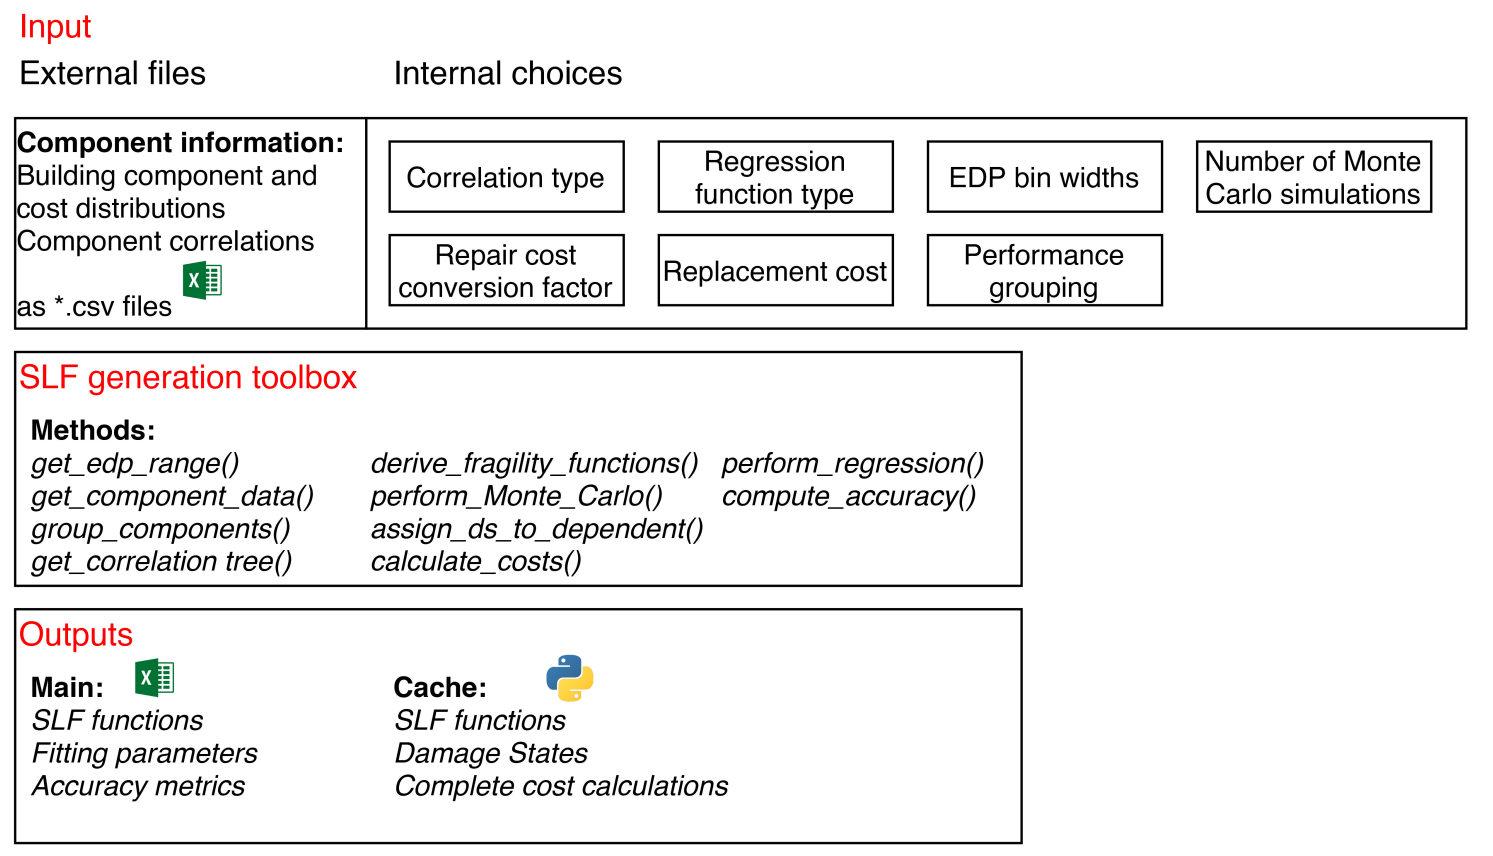 Input
External files
Internal choices
Component information:
Building component and
cost distributions
Component correlations
as *.csv files
X
Correlation type
Regression
function type
EDP bin widths
Number of Monte
Carlo simulations
Repair cost
conversion factor
Replacement cost
Performance
grouping
SLF generation toolbox
Methods:
get_edp_range()
get_component_data()
group_components()
get_correlation tree()
derive_fragility_functions()
perform_Monte_Carlo()
assign_ds_to_dependent()
calculate_costs()
perform_regression()
compute_accuracy()
Outputs
Main:
X
SLF functions
Fitting parameters
Accuracy metrics
Cache:
SLF functions
Damage States
Complete cost calculations